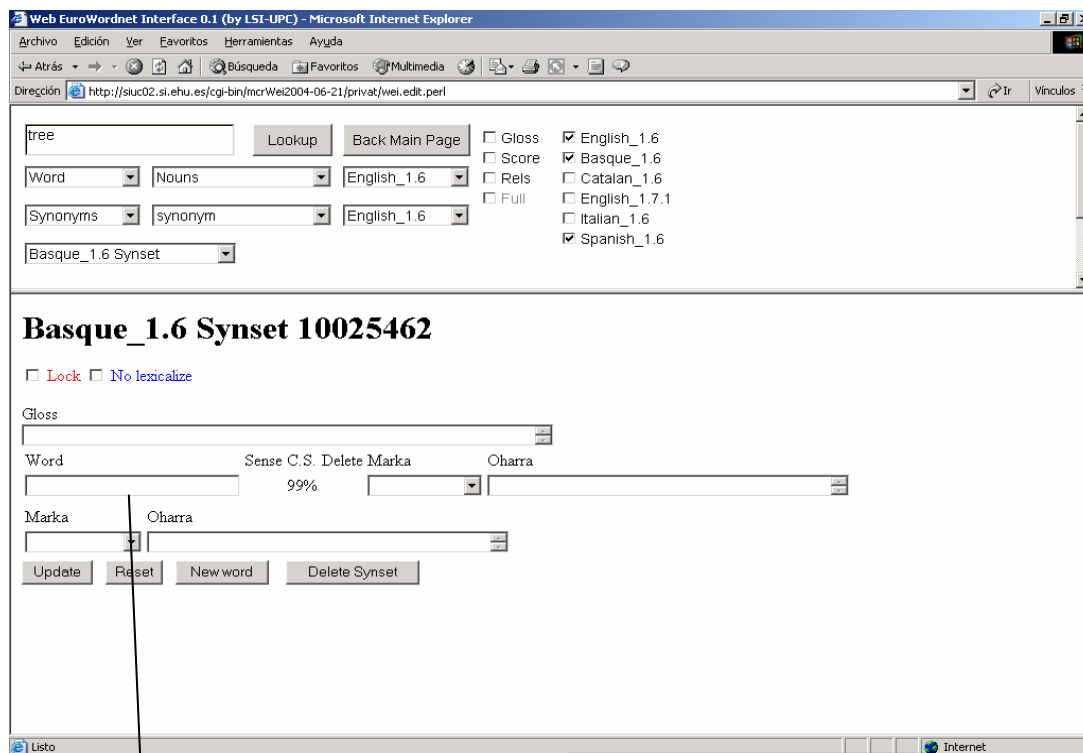 Web EuroWordnet Interface 0.1 (by LSI-UPC) - Microsoft Internet Explorer
Archivo Edición Ver Favoritos Herramientas Ayuda
Atrás Búsqueda Favoritos Multimedia
Dirección http://siuc02.si.ehu.es/cgi-bin/mcrWei2004-06-21/privat/wei.edit.perl Ir Vínculos
tree Lookup Back Main Page Gloss English_1.6
Score Basque_1.6
Word Nouns English_1.6 Rels Catalan_1.6
Full English_1.7.1
Synonyms synonym English_1.6 Italian_1.6
Spanish_1.6
Basque_1.6 Synset
Basque_1.6 Synset 10025462
Lock No lexicalize
Gloss
Word Sense C.S. Delete Marka Oharra
99%
Marka Oharra
Update Reset New word Delete Synset
Listo Internet